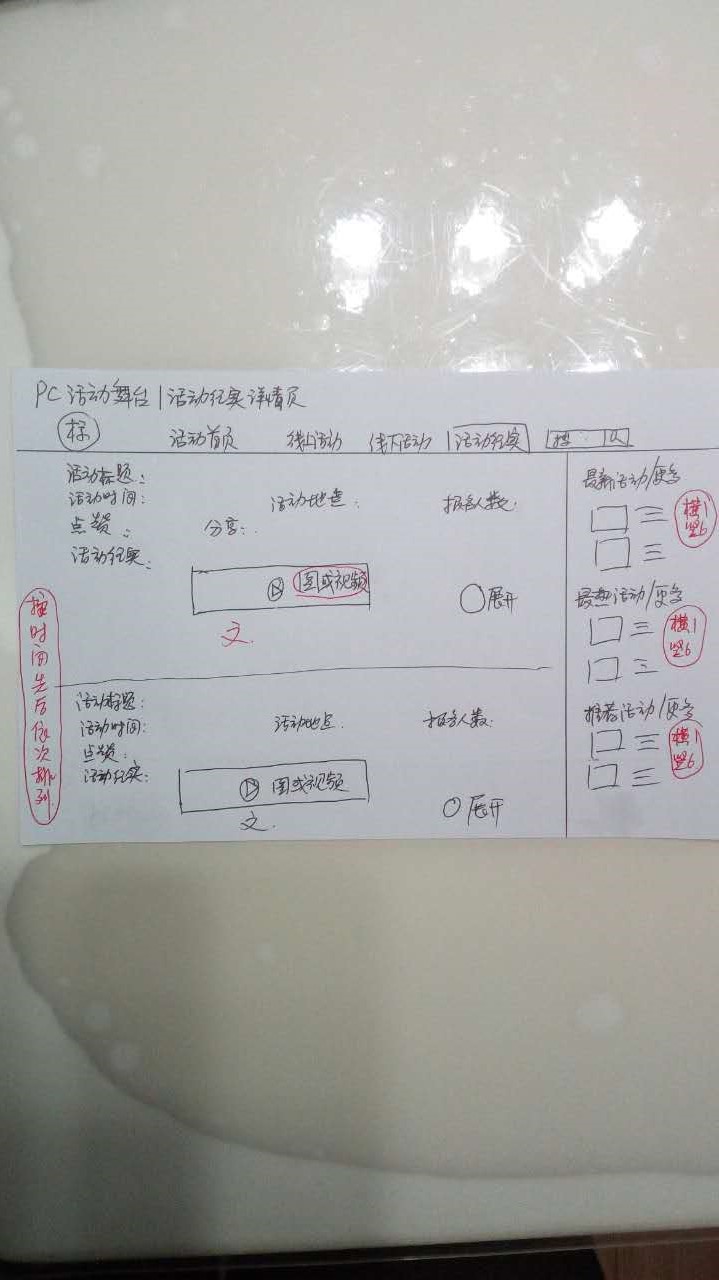 PC 活动舞台 | 活动纪实详情页
标 活动首页 线上活动 线下活动 活动纪实 搜:
活动标题:
活动时间: 活动地点: 报名人数:
点赞: 分享:
活动纪实:
图或视频
展开
文
活动标题:
活动时间: 活动地点 报名人数:
点赞:
活动纪实:
图或视频
文
展开
按时间先后依次排列
最新活动/更多
横1
竖6
最热活动/更多
横1
竖6
推荐活动/更多
横1
竖6